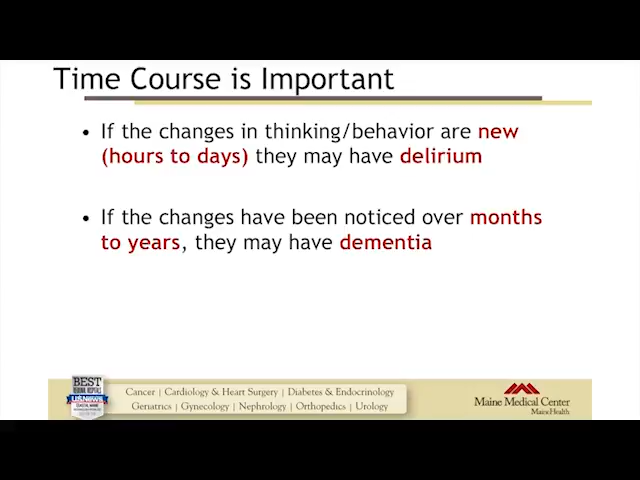 Time Course is Important
• If the changes in thinking/behavior are new
(hours to days) they may have delirium
• If the changes have been noticed over months
to years, they may have dementia
BEST
REGIONAL HOSPITALS
U.S.News
Cancer | Cardiology & Heart Surgery | Diabetes & Endocrinology
Geriatrics | Gynecology | Nephrology | Orthopedics | Urology
Maine Medical Center
MaineHealth